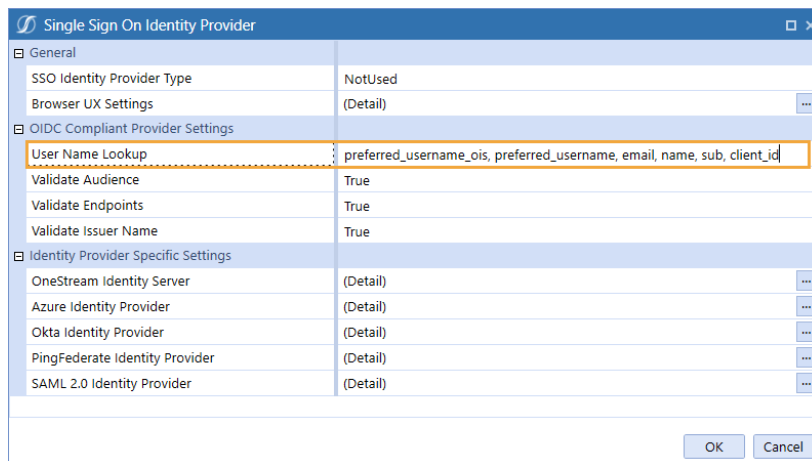 Single Sign On Identity Provider
General
SSO Identity Provider Type NotUsed
Browser UX Settings (Detail) ...
OIDC Compliant Provider Settings
User Name Lookup preferred_username_ois, preferred_username, email, name, sub, client_id
Validate Audience True
Validate Endpoints True
Validate Issuer Name True
Identity Provider Specific Settings
OneStream Identity Server (Detail) ...
Azure Identity Provider (Detail) ...
Okta Identity Provider (Detail) ...
PingFederate Identity Provider (Detail) ...
SAML 2.0 Identity Provider (Detail) ...
OK Cancel